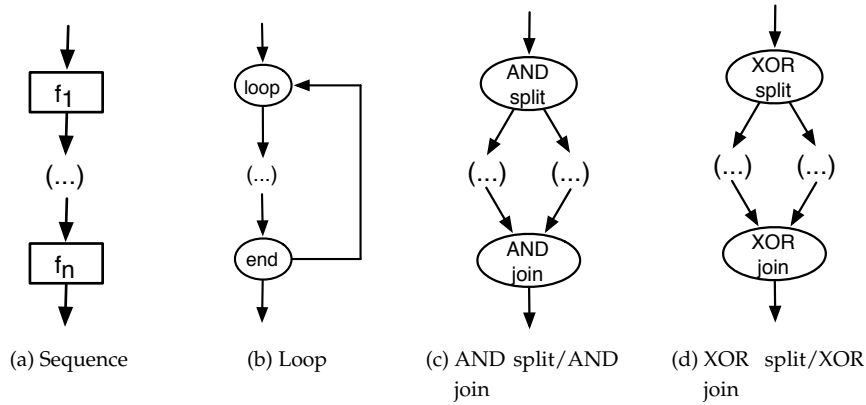 f1
(...)
fn
(a) Sequence
loop
(...)
end
(b) Loop
AND
split
(...) (...)
AND
join
(c) AND split/AND
join
XOR
split
(...) (...)
XOR
join
(d) XOR split/XOR
join